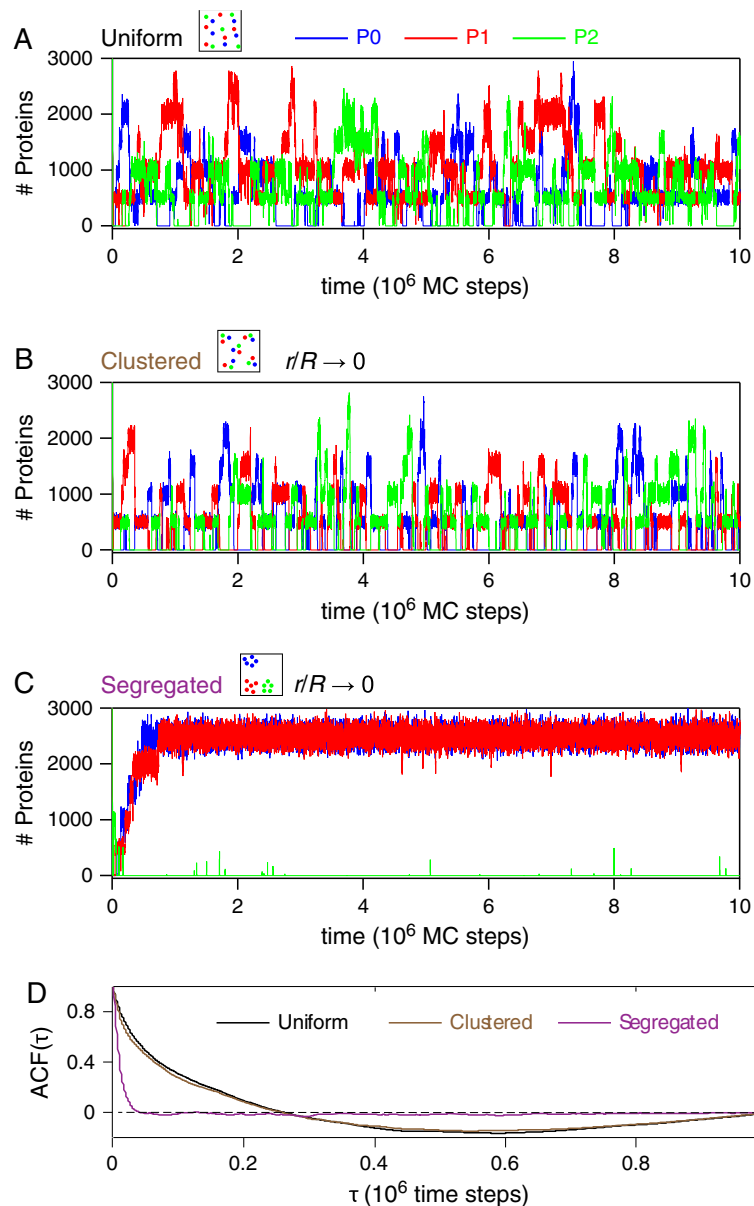 A
Uniform
P0
P1
P2
3000
2000
1000
0
# Proteins
0 2 4 6 8 10
time (10⁶ MC steps)
B
Clustered
r/R → 0
3000
2000
1000
0
# Proteins
0 2 4 6 8 10
time (10⁶ MC steps)
C
Segregated
r/R → 0
3000
2000
1000
0
# Proteins
0 2 4 6 8 10
time (10⁶ MC steps)
D
Uniform
Clustered
Segregated
0.8
0.4
0
ACF(τ)
0 0.2 0.4 0.6 0.8
τ (10⁶ time steps)